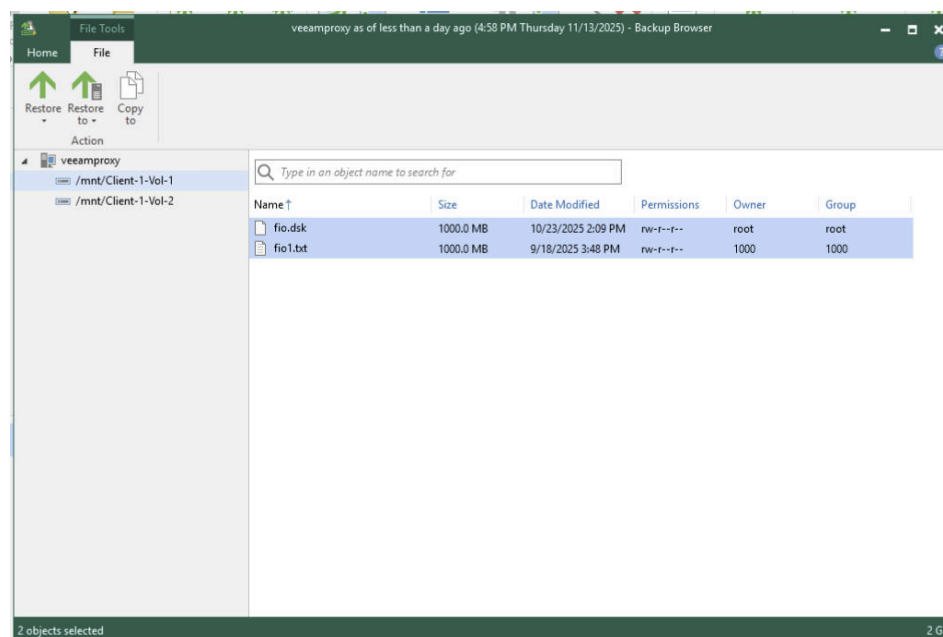 File Tools
veeamproxy as of less than a day ago (4:58 PM Thursday 11/13/2025) - Backup Browser
Home File
Restore Restore to Copy to
Action
veeamproxy
/mnt/Client-1-Vol-1
/mnt/Client-1-Vol-2
Type in an object name to search for
Name Size Date Modified Permissions Owner Group
fio.dsk 1000.0 MB 10/23/2025 2:09 PM rw-r--r-- root root
fio1.txt 1000.0 MB 9/18/2025 3:48 PM rw-r--r-- 1000 1000
2 objects selected 2 G